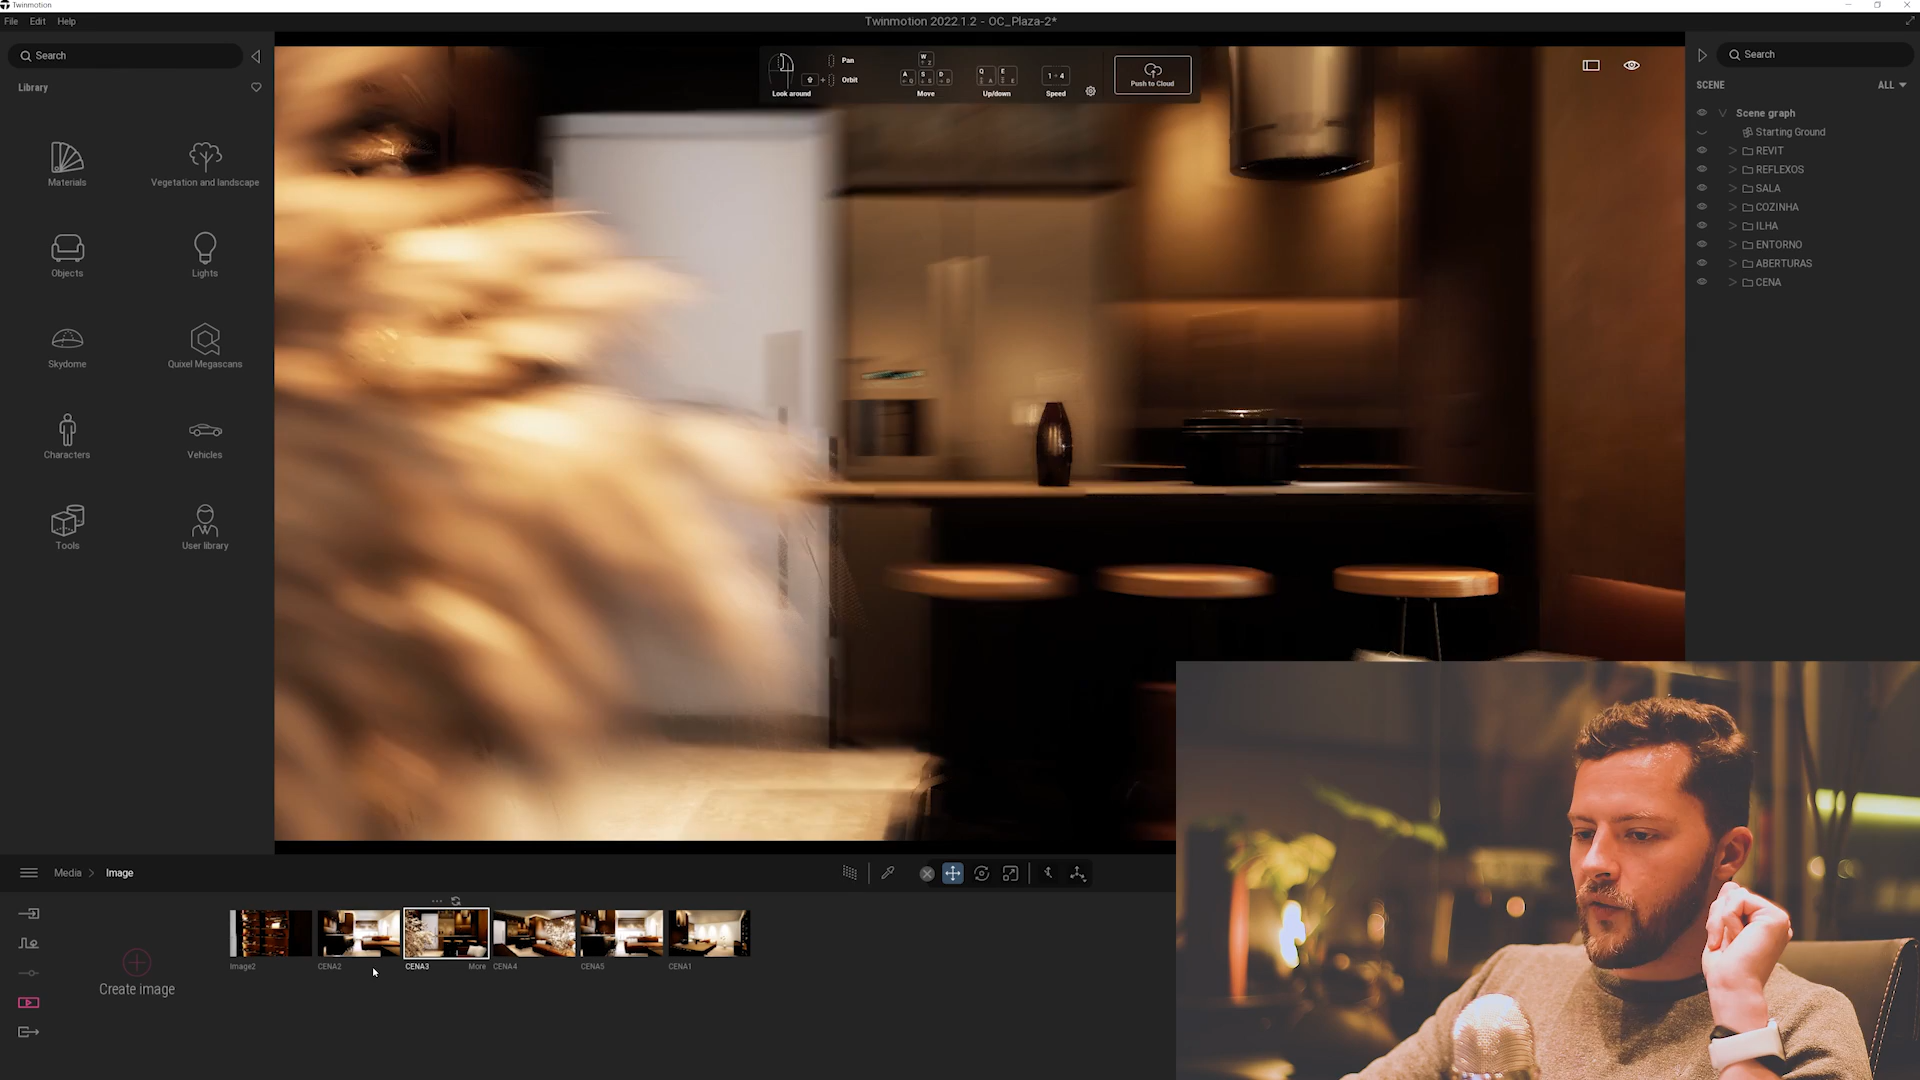 Twinmotion
File Edit Help
Twinmotion 2022.1.2 - OC_Plaza-2*
Search
Library
Materials
Vegetation and landscape
Objects
Lights
Skydome
Quixel Megascans
Characters
Vehicles
Tools
User library
Look around
Pan
Orbit
W
A S D
Move
Q E
Up/down
1 - 4
Speed
Push to Cloud
Search
SCENE
ALL
Scene graph
Starting Ground
REVIT
REFLEXOS
SALA
COZINHA
ILHA
ENTORNO
ABERTURAS
CENA
Media > Image
Create image
Image2
CENA2
CENA3
More
CENA4
CENA5
CENA1